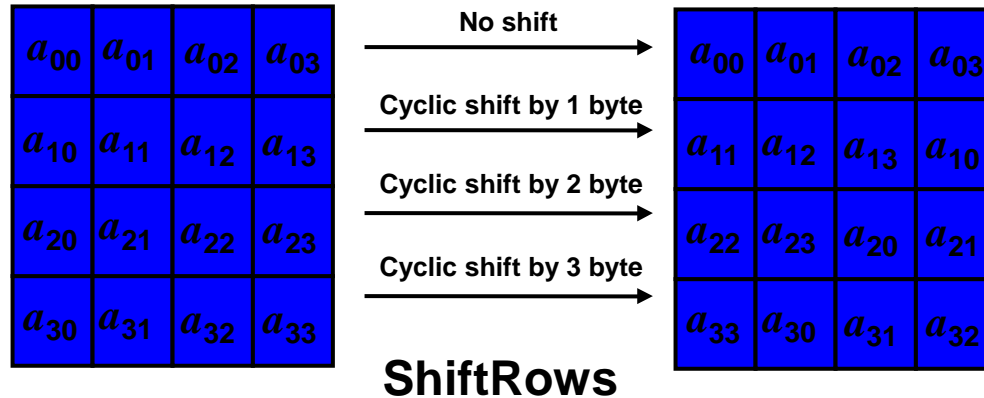 a00 a01 a02 a03 No shift a00 a01 a02 a03
Cyclic shift by 1 byte
a10 a11 a12 a13 a11 a12 a13 a10
Cyclic shift by 2 byte
a20 a21 a22 a23 a22 a23 a20 a21
Cyclic shift by 3 byte
a30 a31 a32 a33 a33 a30 a31 a32
ShiftRows